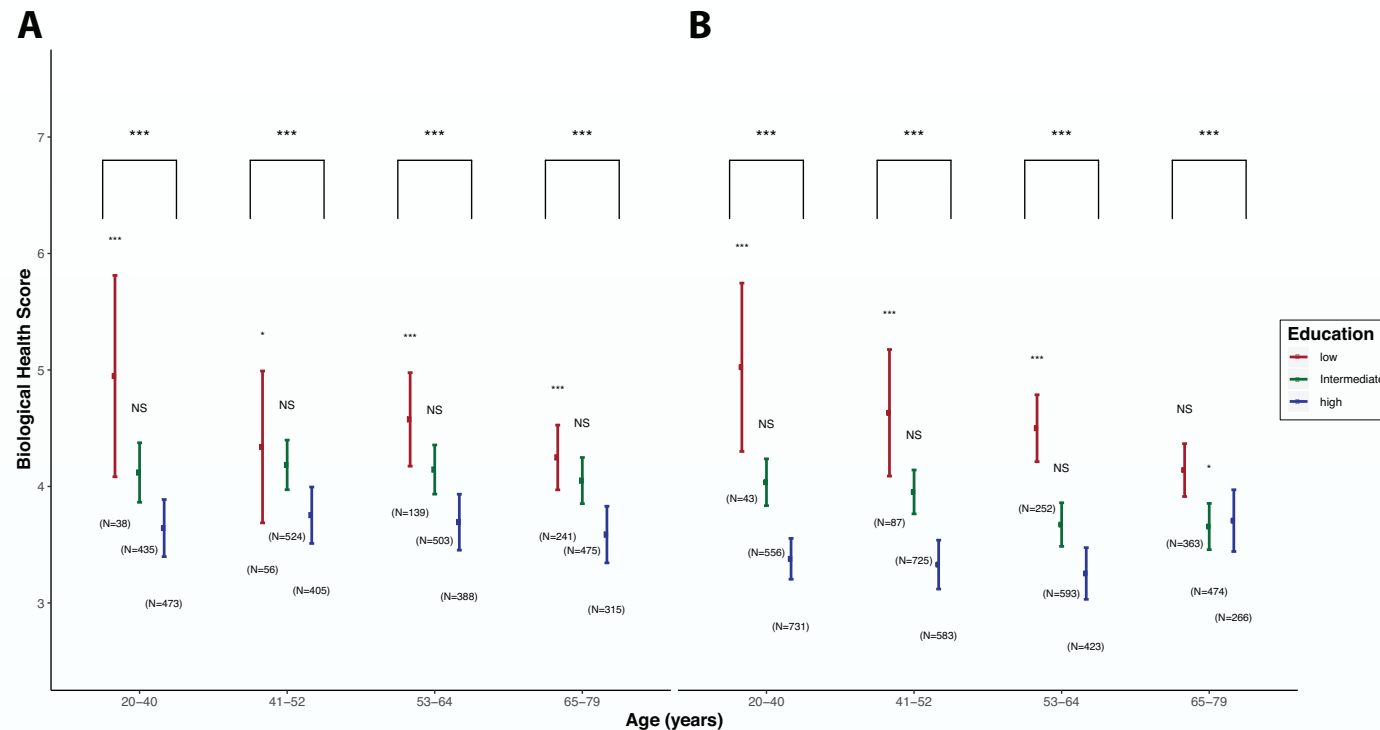 A B
7
6
5
4
3
Biological Health Score
*** *** *** *** *** *** *** ***
*** * *** *** *** *** *** NS
NS NS NS NS NS NS NS *
(N=38) (N=56) (N=139) (N=241) (N=43) (N=87) (N=252) (N=363)
(N=435) (N=524) (N=503) (N=475) (N=556) (N=725) (N=593) (N=474)
(N=473) (N=405) (N=388) (N=315) (N=731) (N=583) (N=423) (N=266)
20–40 41–52 53–64 65–79 20–40 41–52 53–64 65–79
Age (years)
Education
low
Intermediate
high